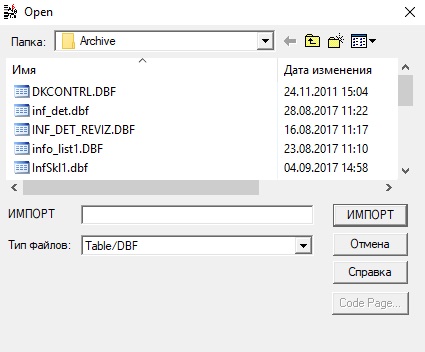 Open
Папка: Archive
Имя Дата изменения
DKCONTRL.DBF 24.11.2011 15:04
inf_det.dbf 28.08.2017 11:22
INF_DET_REVIZ.DBF 16.08.2017 11:17
info_list1.DBF 23.08.2017 11:10
InfSkl1.dbf 04.09.2017 14:58
ИМПОРТ ИМПОРТ
Тип файлов: Table/DBF Отмена
Справка
Code Page...